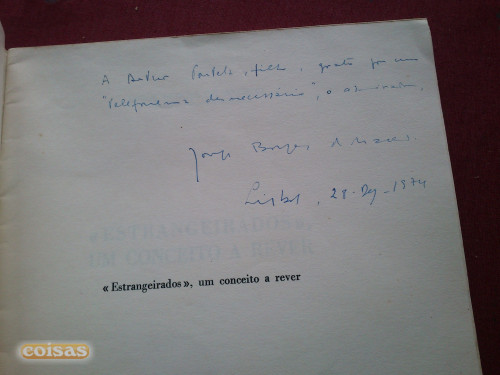 A Artur Portela, filho, grato por um
"telefonema desnecessário", o
Jorge Borges de Macedo
Lisboa, 28-Dez-1974
«ESTRANGEIRADOS»,
UM CONCEITO A REVER
«Estrangeirados», um conceito a rever
coisas